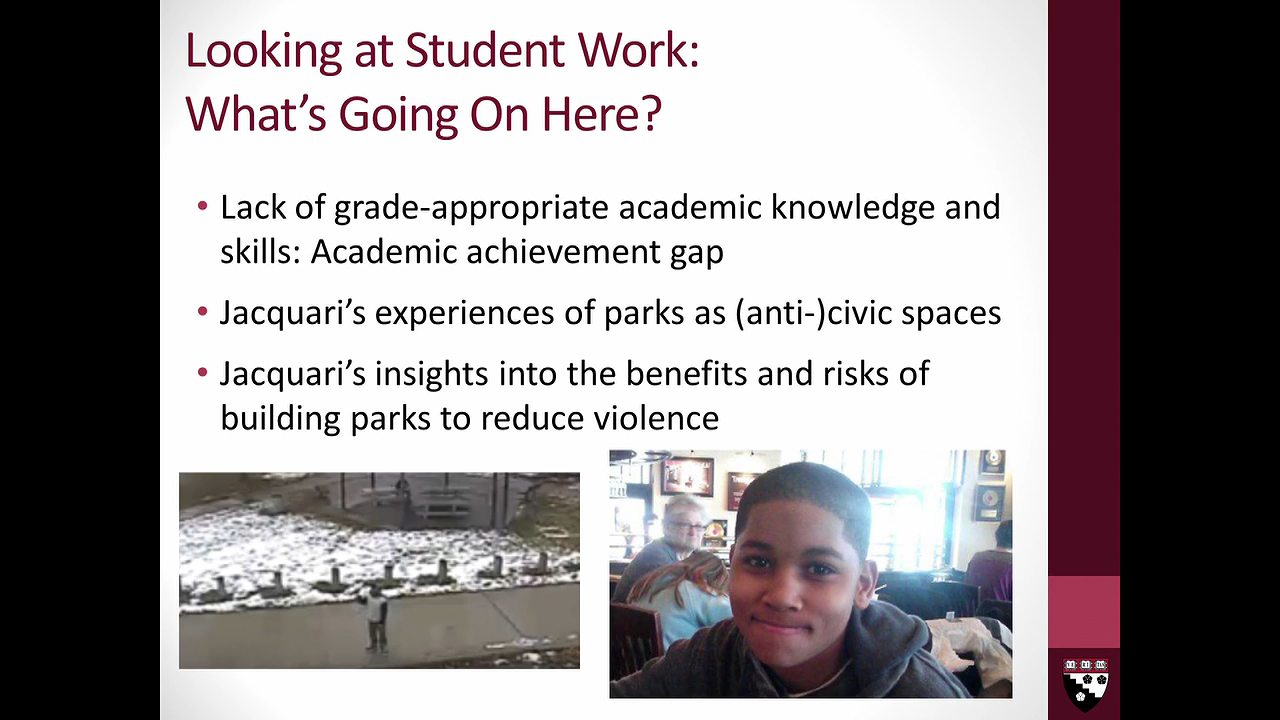 Looking at Student Work:
What's Going On Here?
• Lack of grade-appropriate academic knowledge and
skills: Academic achievement gap
• Jacquari's experiences of parks as (anti-)civic spaces
• Jacquari's insights into the benefits and risks of
building parks to reduce violence